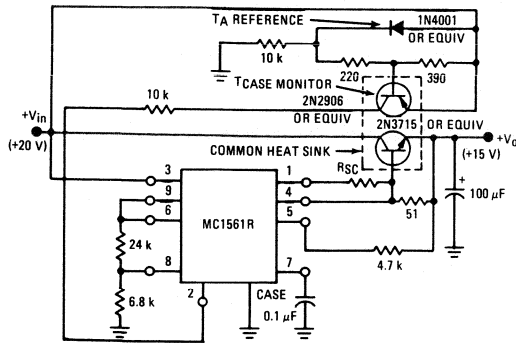 TA REFERENCE
1N4001
OR EQUIV
10 k
220
390
TCASE MONITOR
10 k
2N2906
OR EQUIV
2N3715
OR EQUIV
+Vin
(+20 V)
+Vo
(+15 V)
COMMON HEAT SINK
RSC
3
1
9
4
6
5
MC1561R
51
+
100 μF
24 k
8
7
4.7 k
6.8 k
2
CASE
0.1 μF